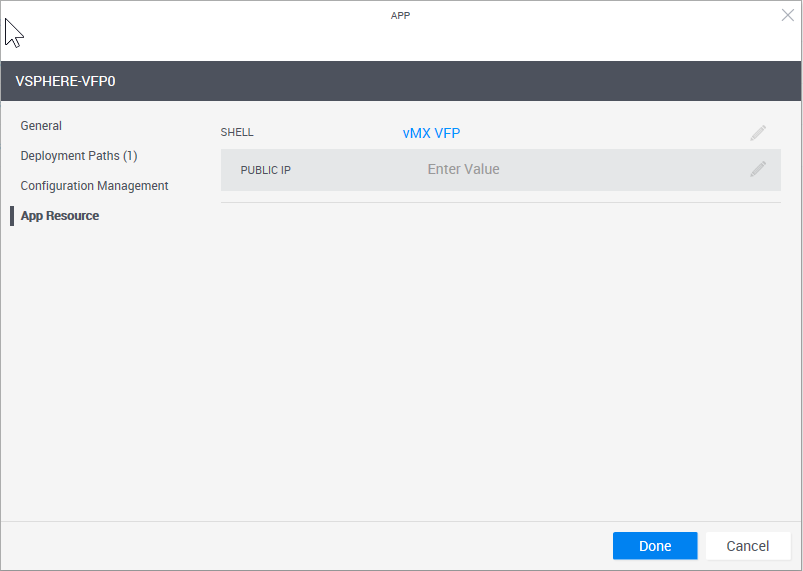 APP
VSPHERE-VFP0
General
Deployment Paths (1)
Configuration Management
App Resource
SHELL vMX VFP
PUBLIC IP Enter Value
Done Cancel